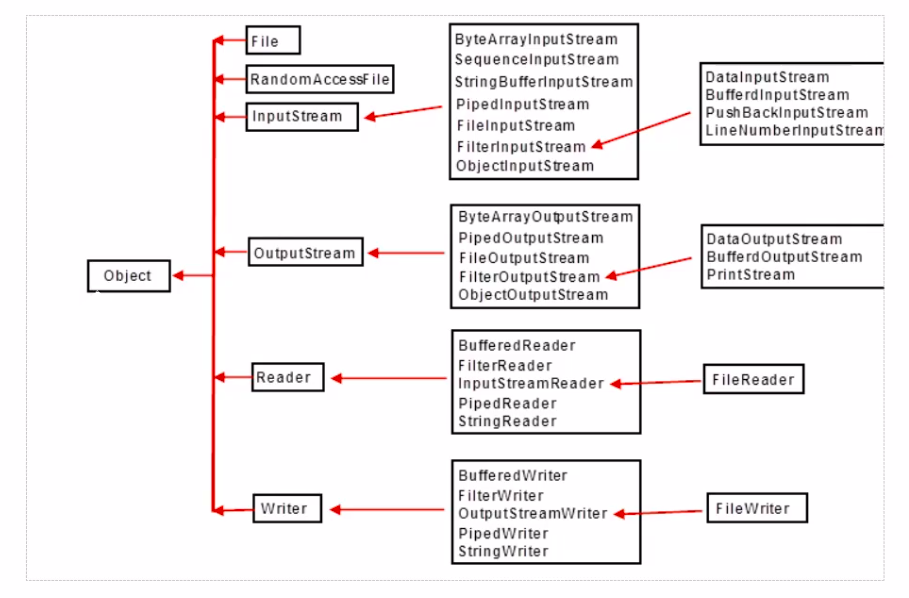 File
RandomAccessFile
InputStream
ByteArrayInputStream
SequenceInputStream
StringBufferInputStream
PipedInputStream
FileInputStream
FilterInputStream
ObjectInputStream
DataInputStream
BufferdInputStream
PushBackInputStream
LineNumberInputStream
Object
OutputStream
ByteArrayOutputStream
PipedOutputStream
FileOutputStream
FilterOutputStream
ObjectOutputStream
DataOutputStream
BufferdOutputStream
PrintStream
Reader
BufferedReader
FilterReader
InputStreamReader
PipedReader
StringReader
FileReader
Writer
BufferedWriter
FilterWriter
OutputStreamWriter
PipedWriter
StringWriter
FileWriter